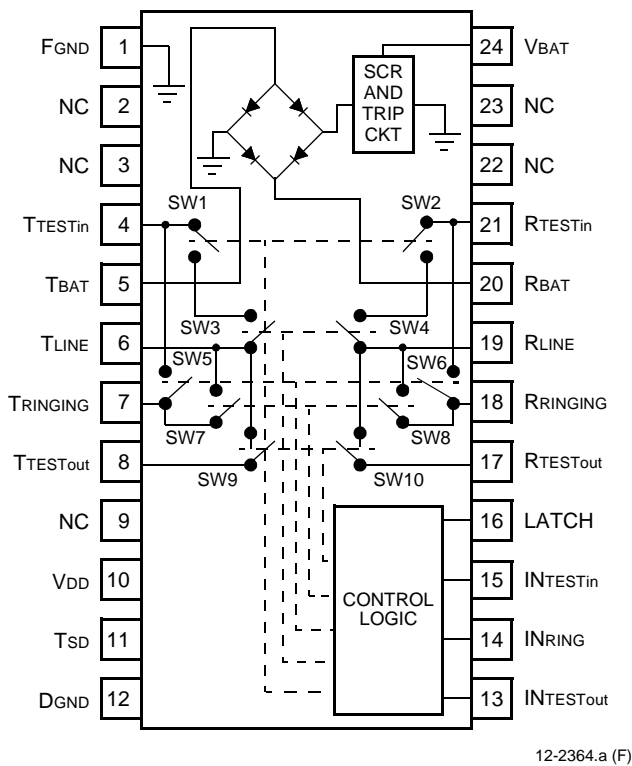 FGND 1
NC 2
NC 3
TTESTin 4
TBAT 5
TLINE 6
TRINGING 7
TTESTout 8
NC 9
VDD 10
TSD 11
DGND 12
24 VBAT
23 NC
22 NC
21 RTESTin
20 RBAT
19 RLINE
18 RRINGING
17 RTESTout
16 LATCH
15 INTESTin
14 INRING
13 INTESTout
SCR
AND
TRIP
CKT
SW1
SW2
SW3
SW4
SW5
SW6
SW7
SW8
SW9
SW10
CONTROL
LOGIC
12-2364.a (F)